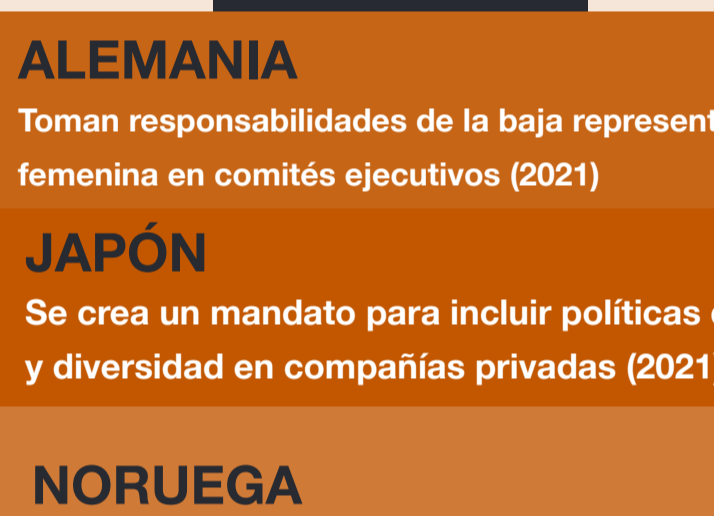 ALEMANIA
Toman responsabilidades de la baja represent
femenina en comités ejecutivos (2021)
JAPÓN
Se crea un mandato para incluir políticas
y diversidad en compañías privadas (2021
NORUEGA